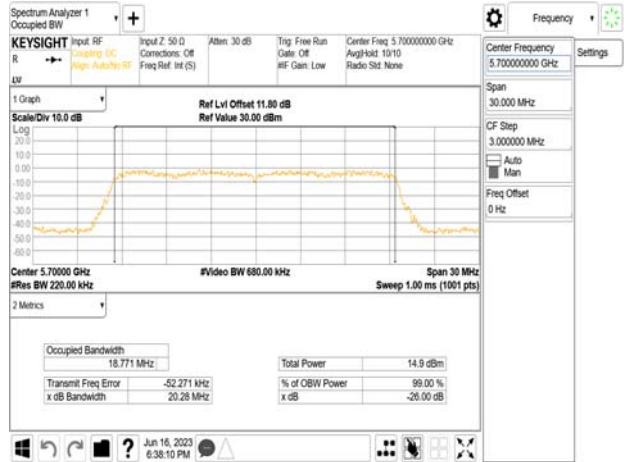 Spectrum Analyzer 1
Occupied BW
Frequency
KEYSIGHT
R
Input: RF
Coupling: DC
Align: Auto/No RF
Input Z: 50 Ω
Corrections: Off
Freq Ref: Int (S)
Atten: 30 dB
Trig: Free Run
Gate: Off
#IF Gain: Low
Center Freq: 5.700000000 GHz
Avg|Hold: 10/10
Radio Std: None
Center Frequency
5.700000000 GHz
Settings
Span
30.000 MHz
CF Step
3.000000 MHz
Auto
Man
Freq Offset
0 Hz
1 Graph
Scale/Div 10.0 dB
Ref Lvl Offset 11.80 dB
Ref Value 30.00 dBm
Log
20.0
10.0
0.00
-10.0
-20.0
-30.0
-40.0
-50.0
-60.0
Center 5.70000 GHz
#Video BW 680.00 kHz
Span 30 MHz
#Res BW 220.00 kHz
Sweep 1.00 ms (1001 pts)
2 Metrics
Occupied Bandwidth
18.771 MHz
Total Power 14.9 dBm
Transmit Freq Error -52.271 kHz
% of OBW Power 99.00 %
x dB Bandwidth 20.28 MHz
x dB -26.00 dB
?
Jun 16, 2023
6:38:10 PM